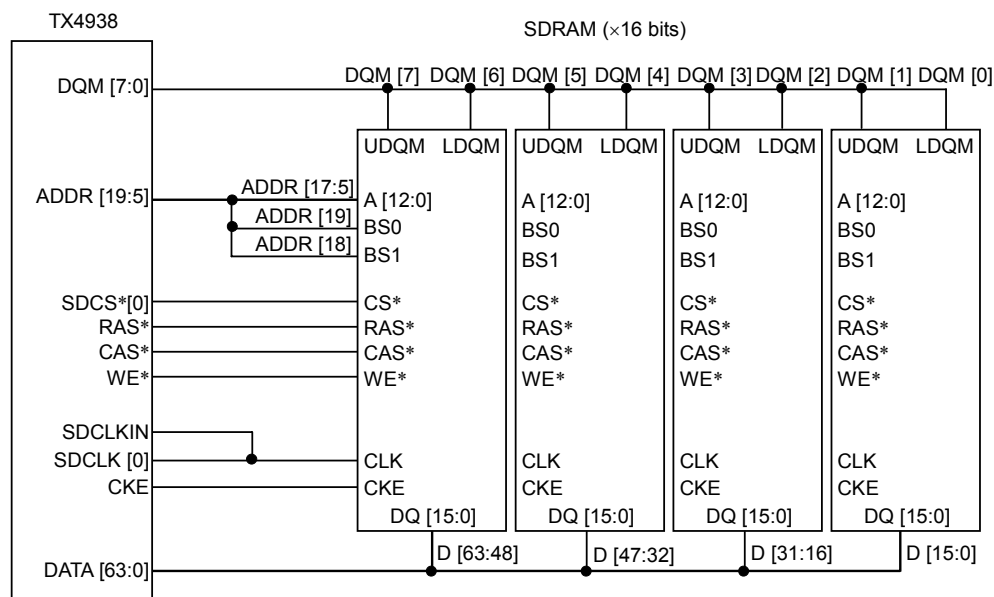 TX4938
SDRAM (×16 bits)
DQM [7:0]
DQM [7] DQM [6] DQM [5] DQM [4] DQM [3] DQM [2] DQM [1] DQM [0]
UDQM LDQM UDQM LDQM UDQM LDQM UDQM LDQM
ADDR [19:5] ADDR [17:5] A [12:0] A [12:0] A [12:0] A [12:0]
ADDR [19] BS0 BS0 BS0 BS0
ADDR [18] BS1 BS1 BS1 BS1
SDCS*[0] CS* CS* CS* CS*
RAS* RAS* RAS* RAS* RAS*
CAS* CAS* CAS* CAS* CAS*
WE* WE* WE* WE* WE*
SDCLKIN
SDCLK [0] CLK CLK CLK CLK
CKE CKE CKE CKE CKE
DQ [15:0] DQ [15:0] DQ [15:0] DQ [15:0]
D [63:48] D [47:32] D [31:16] D [15:0]
DATA [63:0]